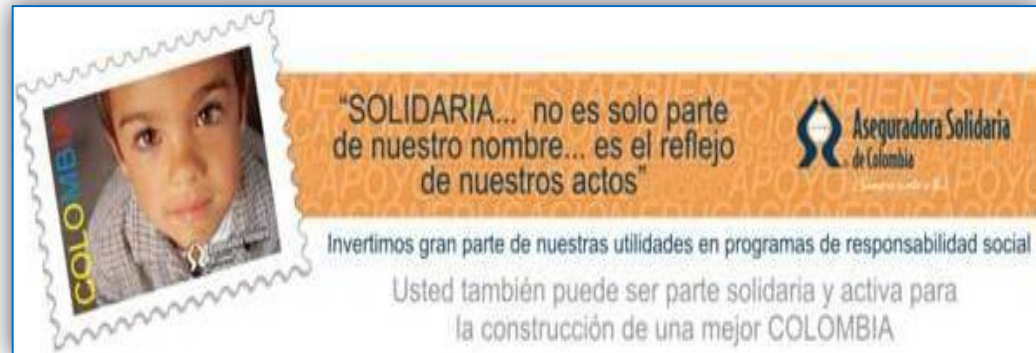 COLOMBIA
“SOLIDARIA... no es solo parte
de nuestro nombre... es el reflejo
de nuestros actos”
Aseguradora Solidaria
de Colombia
Invertimos gran parte de nuestras utilidades en programas de responsabilidad social
Usted también puede ser parte solidaria y activa para
la construcción de una mejor COLOMBIA